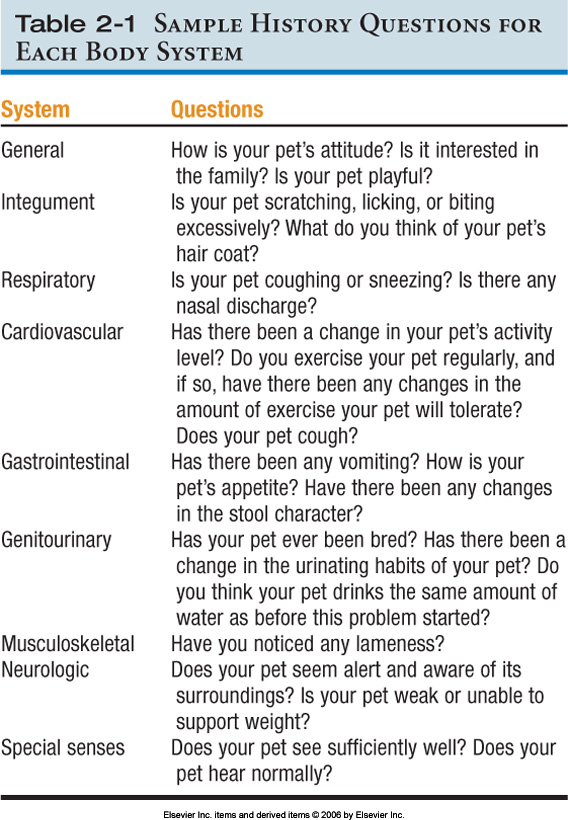 Table 2-1 Sample History Questions for
Each Body System
System Questions
General How is your pet's attitude? Is it interested in
the family? Is your pet playful?
Integument Is your pet scratching, licking, or biting
excessively? What do you think of your pet's
hair coat?
Respiratory Is your pet coughing or sneezing? Is there any
nasal discharge?
Cardiovascular Has there been a change in your pet's activity
level? Do you exercise your pet regularly, and
if so, have there been any changes in the
amount of exercise your pet will tolerate?
Does your pet cough?
Gastrointestinal Has there been any vomiting? How is your
pet's appetite? Have there been any changes
in the stool character?
Genitourinary Has your pet ever been bred? Has there been a
change in the urinating habits of your pet? Do
you think your pet drinks the same amount of
water as before this problem started?
Musculoskeletal Have you noticed any lameness?
Neurologic Does your pet seem alert and aware of its
surroundings? Is your pet weak or unable to
support weight?
Special senses Does your pet see sufficiently well? Does your
pet hear normally?
Elsevier Inc. items and derived items © 2006 by Elsevier Inc.